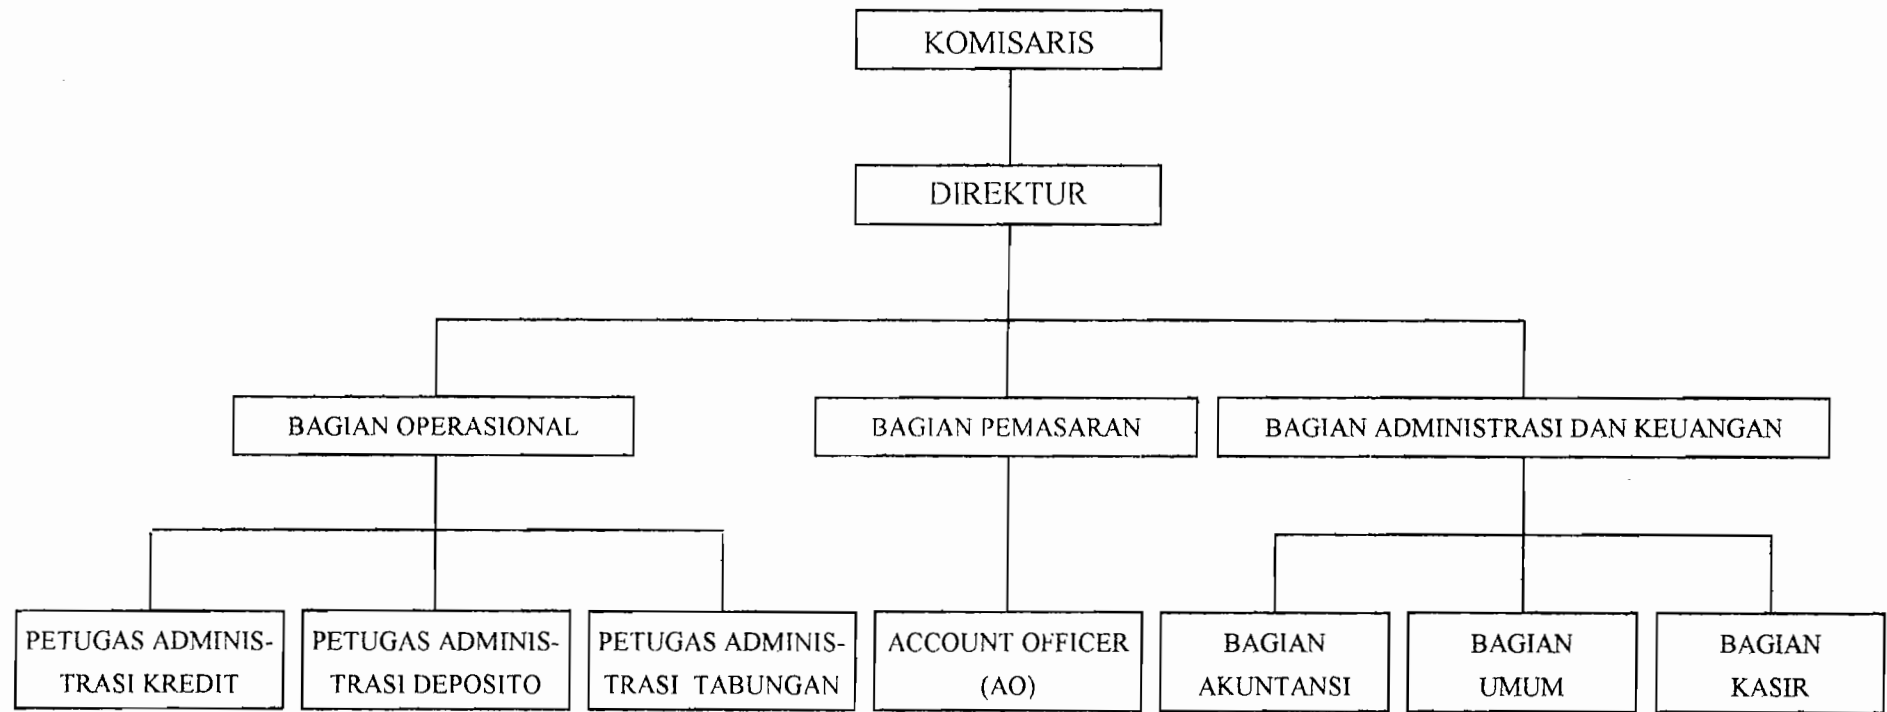 KOMISARIS
DIREKTUR
BAGIAN OPERASIONAL
BAGIAN PEMASARAN
BAGIAN ADMINISTRASI DAN KEUANGAN
PETUGAS ADMINIS-
TRASI KREDIT
PETUGAS ADMINIS-
TRASI DEPOSITO
PETUGAS ADMINIS-
TRASI TABUNGAN
ACCOUNT OFFICER
(AO)
BAGIAN
AKUNTANSI
BAGIAN
UMUM
BAGIAN
KASIR